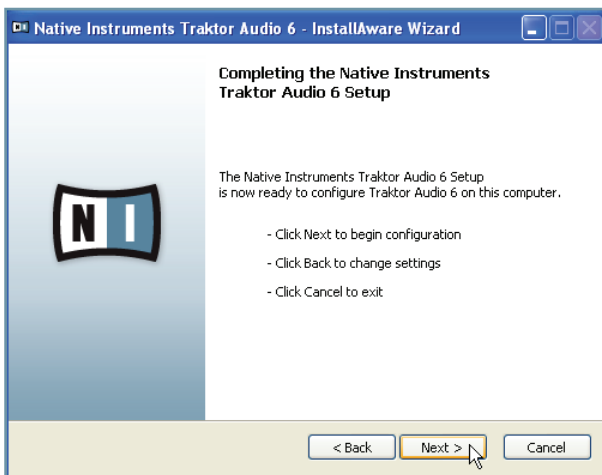 Native Instruments Traktor Audio 6 - InstallAware Wizard
Completing the Native Instruments
Traktor Audio 6 Setup
The Native Instruments Traktor Audio 6 Setup
is now ready to configure Traktor Audio 6 on this computer.
- Click Next to begin configuration
- Click Back to change settings
- Click Cancel to exit
N I
< Back
Next >
Cancel